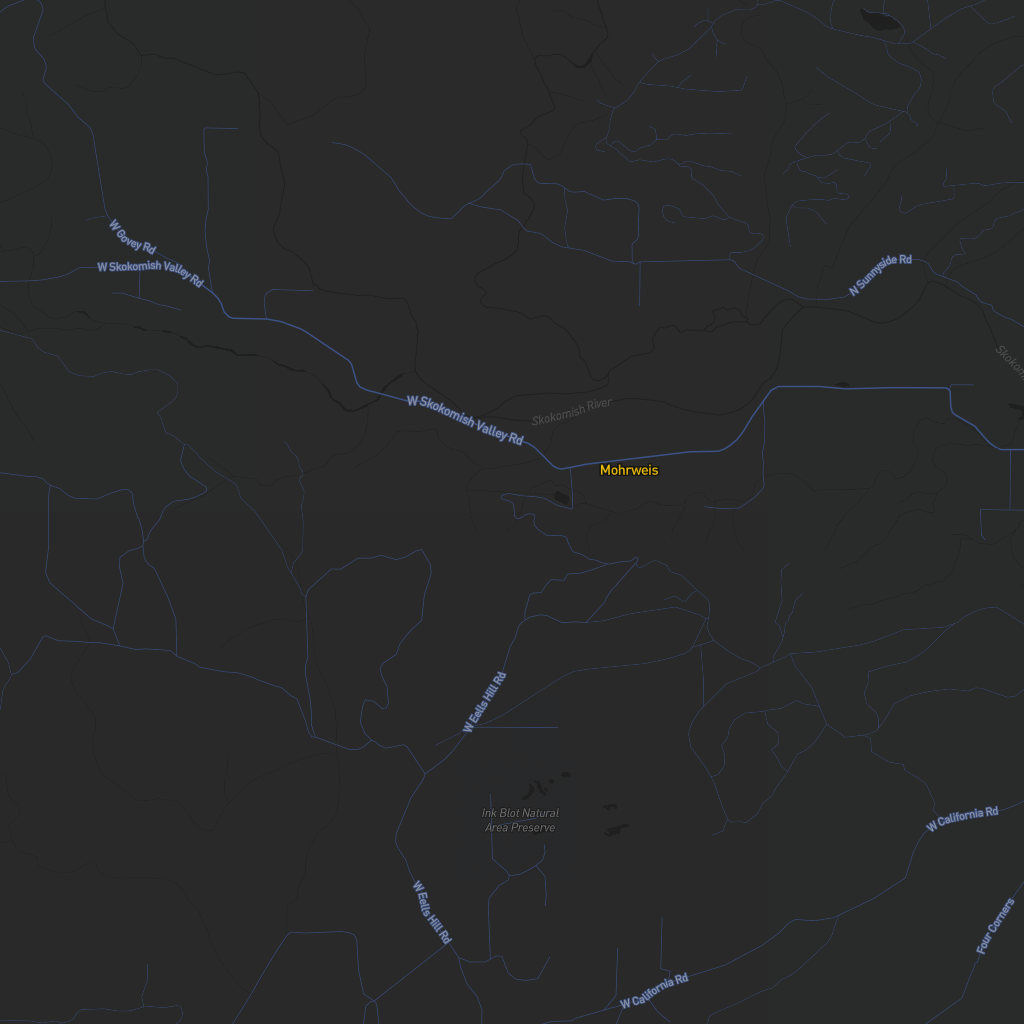 W Govey Rd
W Skokomish Valley Rd
N Sunnyside Rd
Skokom
W Skokomish Valley Rd
Skokomish River
Mohrweis
W Eells Hill Rd
Ink Blot Natural
Area Preserve
W California Rd
W Eells Hill Rd
Four Corners
W California Rd